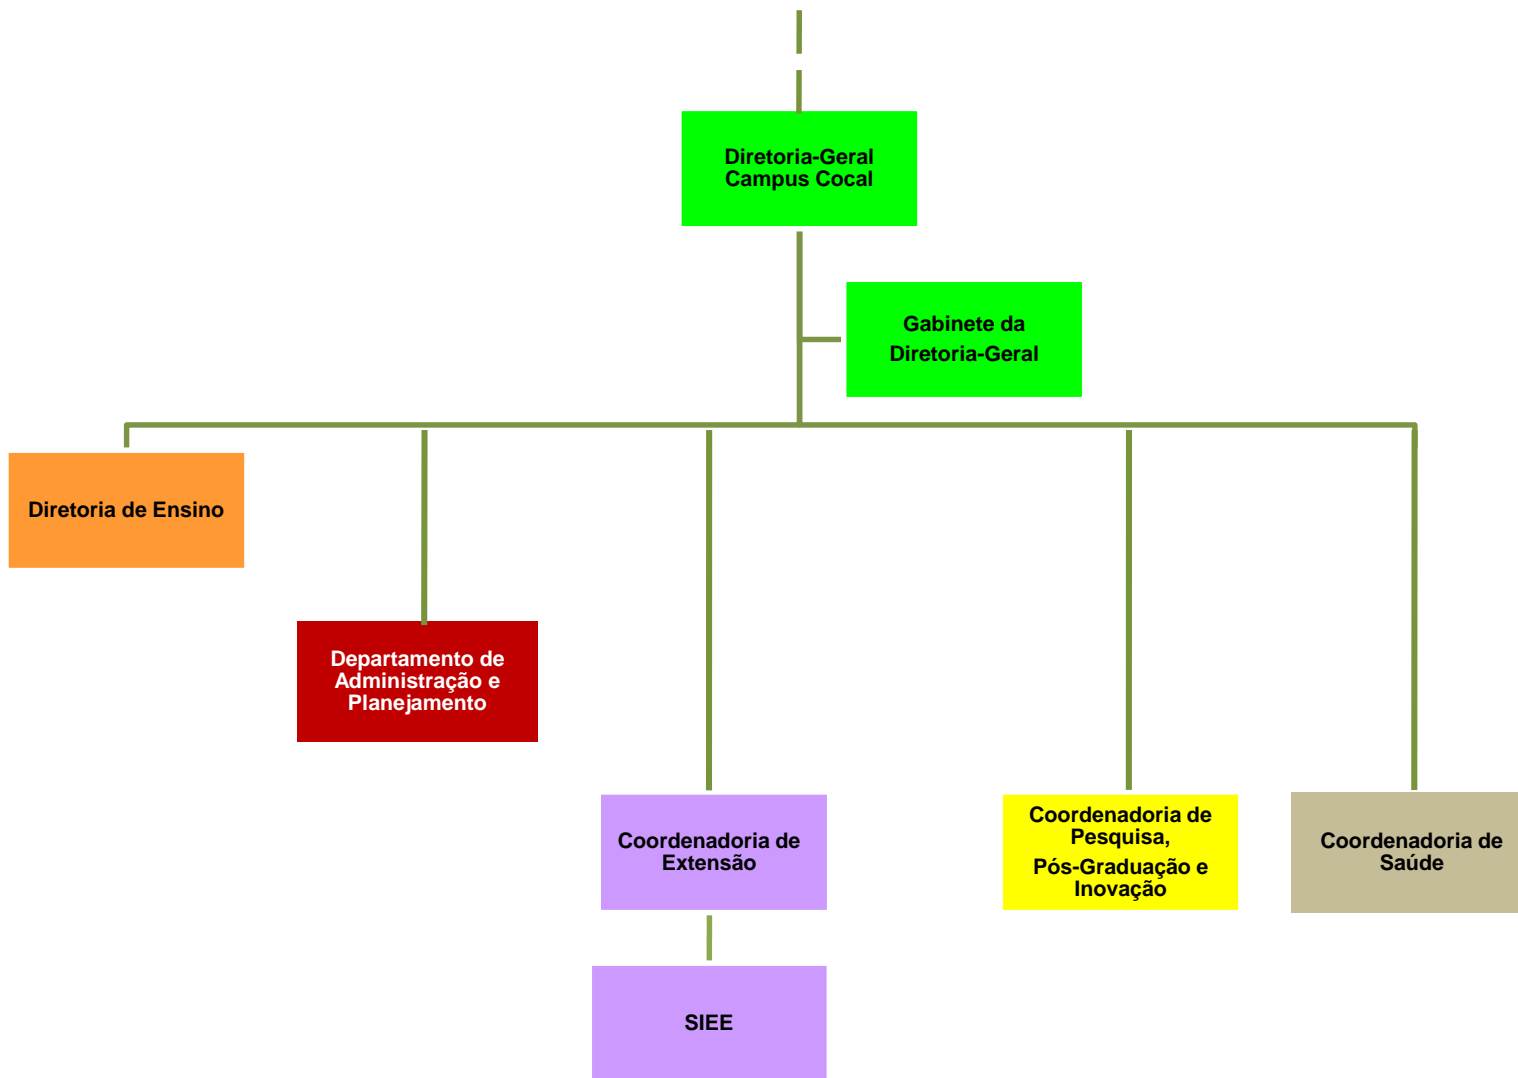 Diretoria-Geral
Campus Cocal
Gabinete da
Diretoria-Geral
Diretoria de Ensino
Departamento de
Administração e
Planejamento
Coordenadoria de
Extensão
Coordenadoria de
Pesquisa,
Pós-Graduação e
Inovação
Coordenadoria de
Saúde
SIEE